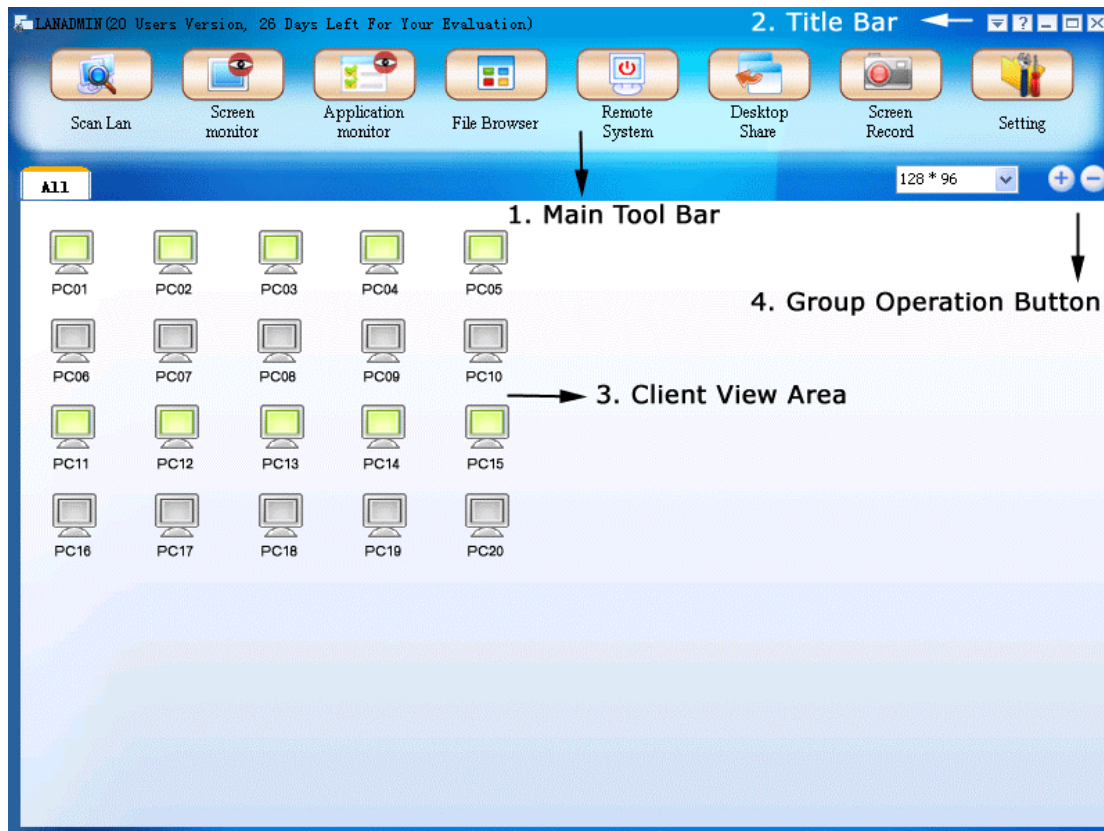 LANADMIN(20 Users Version, 26 Days Left For Your Evaluation)
2. Title Bar
Scan Lan
Screen
monitor
Application
monitor
File Browser
Remote
System
Desktop
Share
Screen
Record
Setting
All
128 * 96
1. Main Tool Bar
PC01 PC02 PC03 PC04 PC05
4. Group Operation Button
PC06 PC07 PC08 PC09 PC10
3. Client View Area
PC11 PC12 PC13 PC14 PC15
PC16 PC17 PC18 PC19 PC20